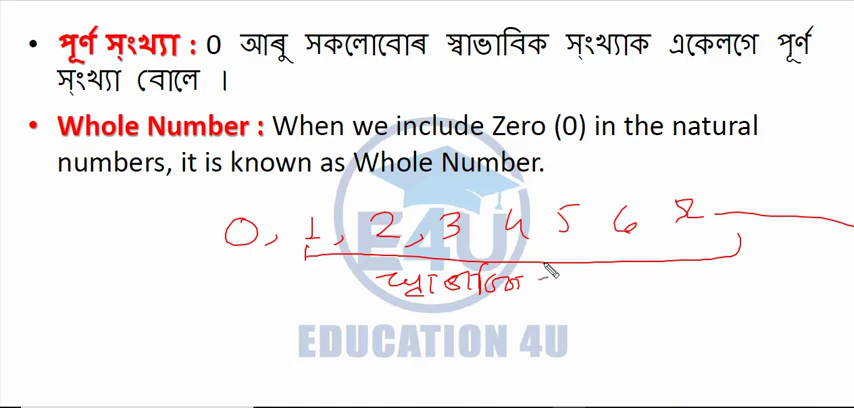 • পূৰ্ণ সংখ্যা : 0 আৰু সকলোবোৰ স্বাভাবিক সংখ্যাক একেলগে পূৰ্ণ
সংখ্যা বোলে ।
• Whole Number : When we include Zero (0) in the natural
numbers, it is known as Whole Number.
0, 1, 2, 3 4 5 6
E4U
স্বাভাবি
EDUCATION 4U